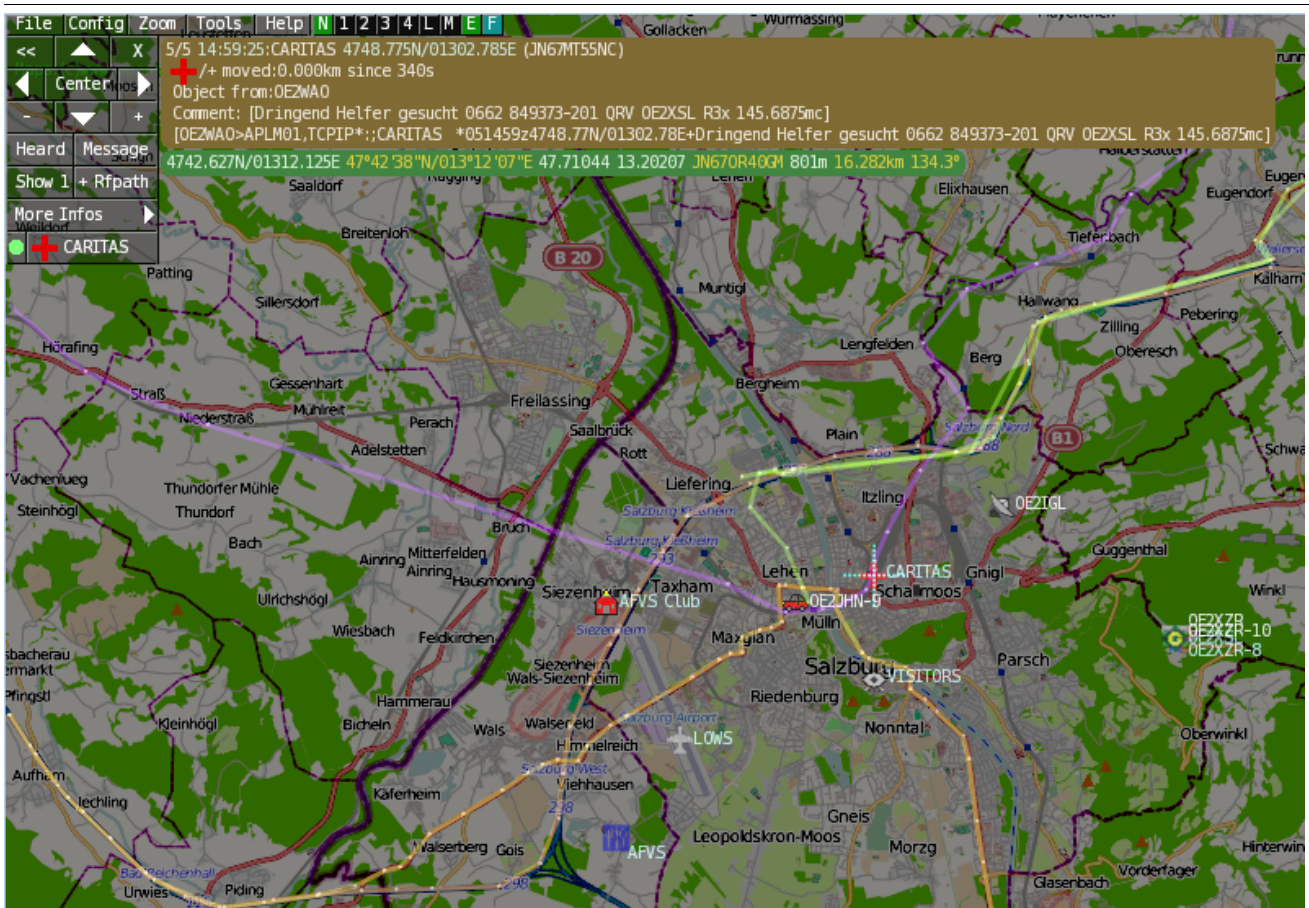 File Config Zoom Tools Help N 1 2 3 4 L M E F
Gollacken
Wurmassing
<< X
5/5 14:59:25:CARITAS 4748.775N/01302.785E (JN67MT55NC)
/+ moved:0.000km since 340s
Center
Object from:OE2WAO
- +
Comment: [Dringend Helfer gesucht 0662 849373-201 QRV OE2XSL R3x 145.6875mc]
[OE2WAO>APLM01,TCPIP*:;CARITAS *051459z4748.77N/01302.78E+Dringend Helfer gesucht 0662 849373-201 QRV OE2XSL R3x 145.6875mc]
Heard Message
4742.627N/01312.125E 47°42'38"N/013°12'07"E 47.71044 13.20207 JN67OR40GM 801m 16.282km 134.3°
Show 1 + Rfpath
More Infos
CARITAS
Saaldorf
Elixhausen
Eugendorf
Breitenloh
Tiefenbach
B 20
Patting
Sillersdorf
Muntigl
Hallwang
Kalham
Pebering
Zilling
Hörafing
Lengfelden
Berg
Oberesch
Straß
Gessenhart
Bergheim
Niederstraß
Mühlreit
Freilassing
Perach
Saalbrück
Plain
Salzburg Nord
B1
288
288
Adelstetten
Rott
Vachenlueg
Thundorfer Mühle
Liefering
Itzling
Steinhögl
Thundorf
Salzburg Kleßheim
OE2IGL
Bruch
Bach
Salzburg Kleßheim
293
Ainring
Mitterfelden
Ainring
Guggenthal
Hausmoning
Taxham
Lehen
CARITAS
Gnigl
Ulrichshögl
Siezenheim
AFVS Club
OE2JHN-9
Schallmoos
Winkl
Wiesbach
Feldkirchen
Siezenheim
Maxglan
Mülln
OE2XZR
OE2XZR-10
OE2XZR-8
Siezenheim
Wals-Siezenheim
Salzburg
VISITORS
Parsch
Riedenburg
Hammerau
Kleinhögl
Bicheln
Wals
Walserfeld
Salzburg Airport
Nonntal
Oberwinkl
Himmelreich
LOWS
Salzburg West
Aufham
Viehhausen
Jechling
Käferheim
298
Gneis
Leopoldskron-Moos
Morzg
Walserberg
Gois
AFVS
Bad Reichenhall
298
Vorderfager
Urwies
Piding
Glasenbach